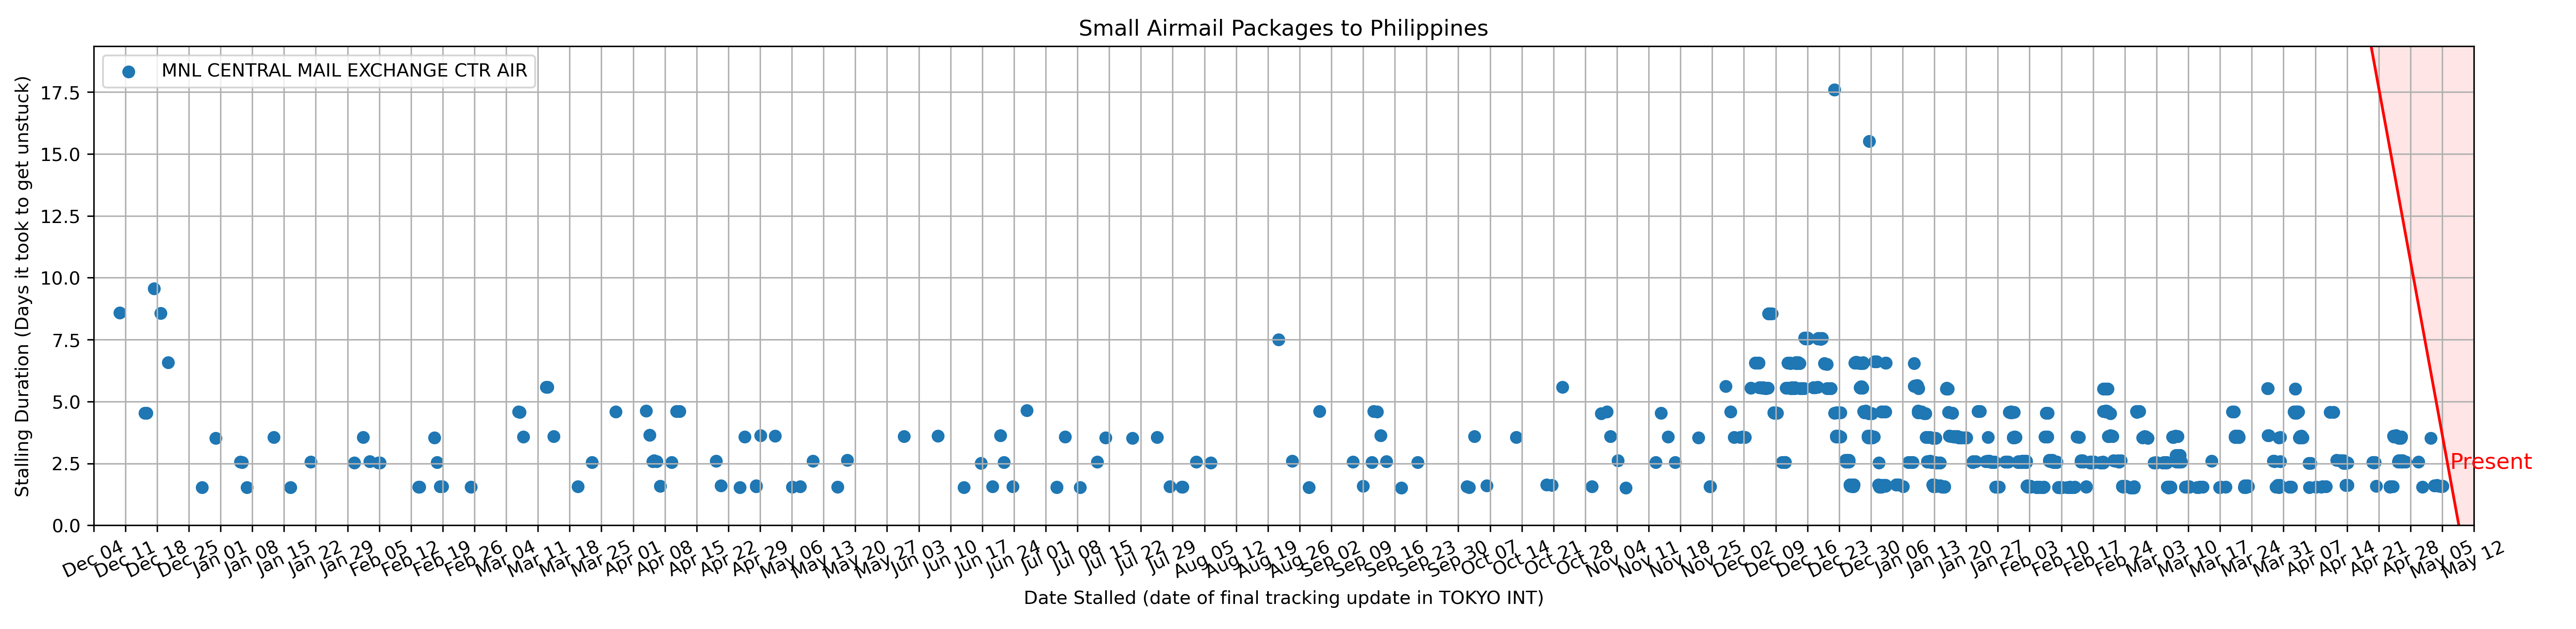 Small Airmail Packages to Philippines
MNL CENTRAL MAIL EXCHANGE CTR AIR
Stalling Duration (Days it took to get unstuck)
17.5
15.0
12.5
10.0
7.5
5.0
2.5
0.0
Present
Dec 04
Dec 11
Dec 18
Dec 25
Jan 01
Jan 08
Jan 15
Jan 22
Jan 29
Feb 05
Feb 12
Feb 19
Feb 26
Mar 04
Mar 11
Mar 18
Mar 25
Apr 01
Apr 08
Apr 15
Apr 22
Apr 29
May 06
May 13
May 20
May 27
Jun 03
Jun 10
Jun 17
Jun 24
Jul 01
Jul 08
Jul 15
Jul 22
Jul 29
Aug 05
Aug 12
Aug 19
Aug 26
Sep 02
Sep 09
Sep 16
Sep 23
Sep 30
Oct 07
Oct 14
Oct 21
Oct 28
Nov 04
Nov 11
Nov 18
Nov 25
Dec 02
Dec 09
Dec 16
Dec 23
Dec 30
Jan 06
Jan 13
Jan 20
Jan 27
Feb 03
Feb 10
Feb 17
Feb 24
Mar 03
Mar 10
Mar 17
Mar 24
Mar 31
Apr 07
Apr 14
Apr 21
Apr 28
May 05
May 12
Date Stalled (date of final tracking update in TOKYO INT)